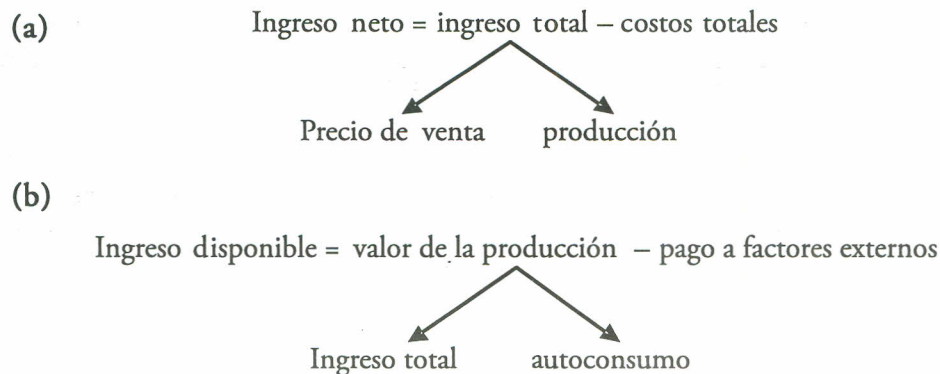 (a)
Ingreso neto = ingreso total – costos totales
Precio de venta producción
(b)
Ingreso disponible = valor de la producción – pago a factores externos
Ingreso total autoconsumo